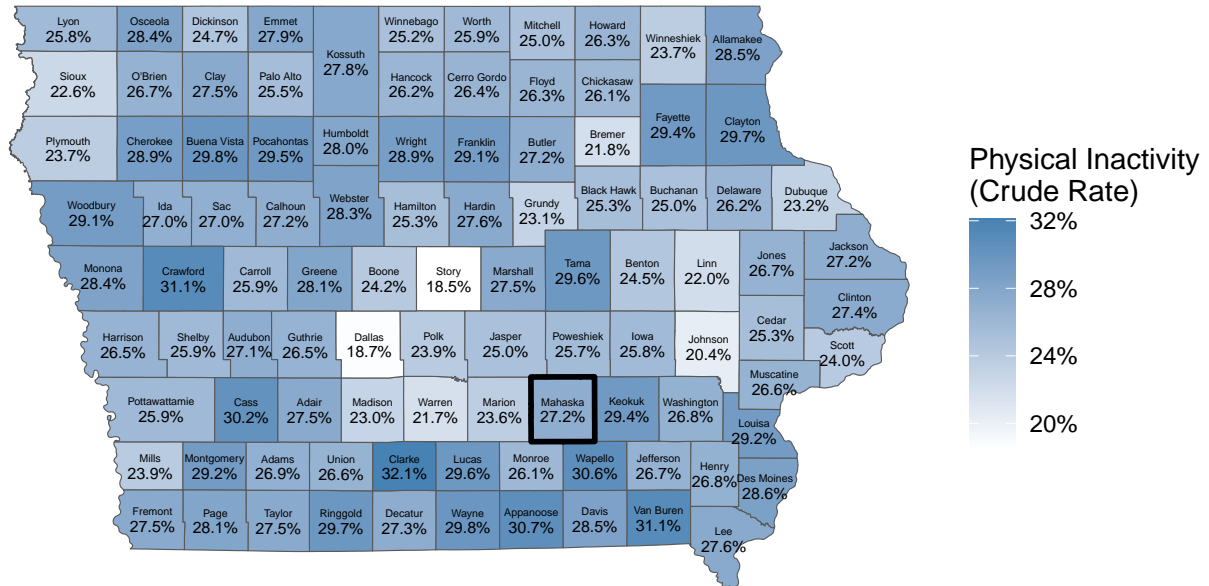 Lyon
25.8%
Osceola
28.4%
Dickinson
24.7%
Emmet
27.9%
Kossuth
27.8%
Winnebago
25.2%
Worth
25.9%
Mitchell
25.0%
Howard
26.3%
Winneshiek
23.7%
Allamakee
28.5%
Sioux
22.6%
O'Brien
26.7%
Clay
27.5%
Palo Alto
25.5%
Hancock
26.2%
Cerro Gordo
26.4%
Floyd
26.3%
Chickasaw
26.1%
Fayette
29.4%
Clayton
29.7%
Plymouth
23.7%
Cherokee
28.9%
Buena Vista
29.8%
Pocahontas
29.5%
Humboldt
28.0%
Wright
28.9%
Franklin
29.1%
Butler
27.2%
Bremer
21.8%
Woodbury
29.1%
Ida
27.0%
Sac
27.0%
Calhoun
27.2%
Webster
28.3%
Hamilton
25.3%
Hardin
27.6%
Grundy
23.1%
Black Hawk
25.3%
Buchanan
25.0%
Delaware
26.2%
Dubuque
23.2%
Monona
28.4%
Crawford
31.1%
Carroll
25.9%
Greene
28.1%
Boone
24.2%
Story
18.5%
Marshall
27.5%
Tama
29.6%
Benton
24.5%
Linn
22.0%
Jones
26.7%
Jackson
27.2%
Clinton
27.4%
Harrison
26.5%
Shelby
25.9%
Audubon
27.1%
Guthrie
26.5%
Dallas
18.7%
Polk
23.9%
Jasper
25.0%
Poweshiek
25.7%
Iowa
25.8%
Johnson
20.4%
Cedar
25.3%
Scott
24.0%
Muscatine
26.6%
Pottawattamie
25.9%
Cass
30.2%
Adair
27.5%
Madison
23.0%
Warren
21.7%
Marion
23.6%
Mahaska
27.2%
Keokuk
29.4%
Washington
26.8%
Louisa
29.2%
Mills
23.9%
Montgomery
29.2%
Adams
26.9%
Union
26.6%
Clarke
32.1%
Lucas
29.6%
Monroe
26.1%
Wapello
30.6%
Jefferson
26.7%
Henry
26.8%
Des Moines
28.6%
Fremont
27.5%
Page
28.1%
Taylor
27.5%
Ringgold
29.7%
Decatur
27.3%
Wayne
29.8%
Appanoose
30.7%
Davis
28.5%
Van Buren
31.1%
Lee
27.6%
Physical Inactivity
(Crude Rate)
32%
28%
24%
20%